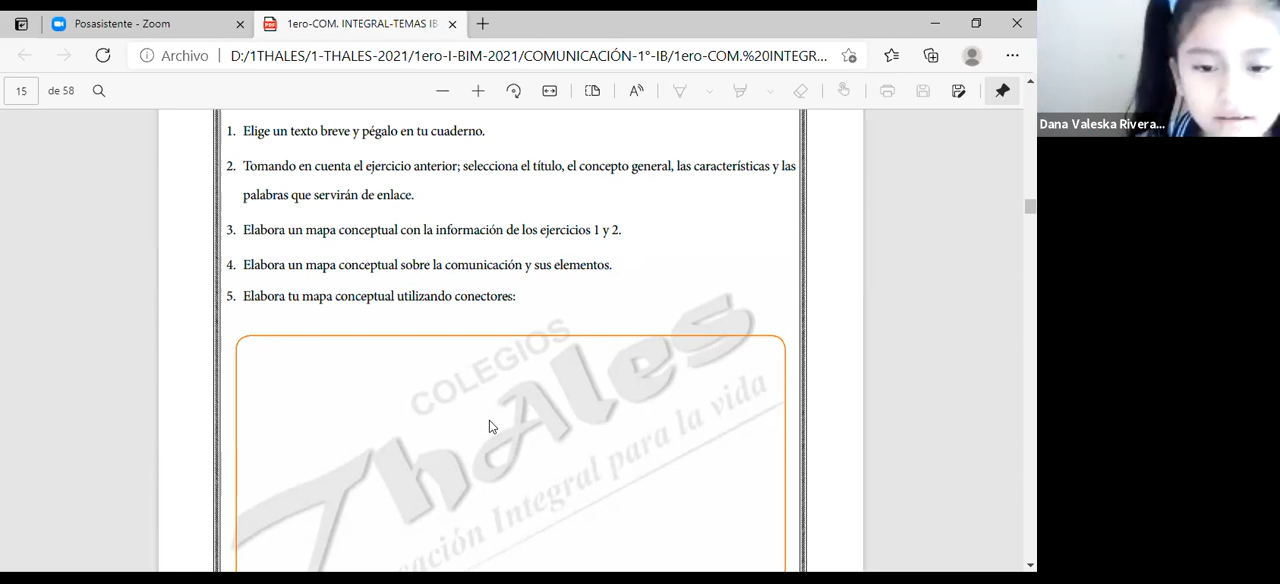 Posasistente - Zoom
1ero-COM. INTEGRAL-TEMAS IB
Archivo
D:/1THALES/1-THALES-2021/1ero-I-BIM-2021/COMUNICACIÓN-1°-IB/1ero-COM.%20INTEGR...
15 de 58
Dana Valeska Rivera...
1. Elige un texto breve y pégalo en tu cuaderno.
2. Tomando en cuenta el ejercicio anterior; selecciona el título, el concepto general, las características y las
palabras que servirán de enlace.
3. Elabora un mapa conceptual con la información de los ejercicios 1 y 2.
4. Elabora un mapa conceptual sobre la comunicación y sus elementos.
5. Elabora tu mapa conceptual utilizando conectores:
COLEGIOS
ThAles
cación Integral para la vida